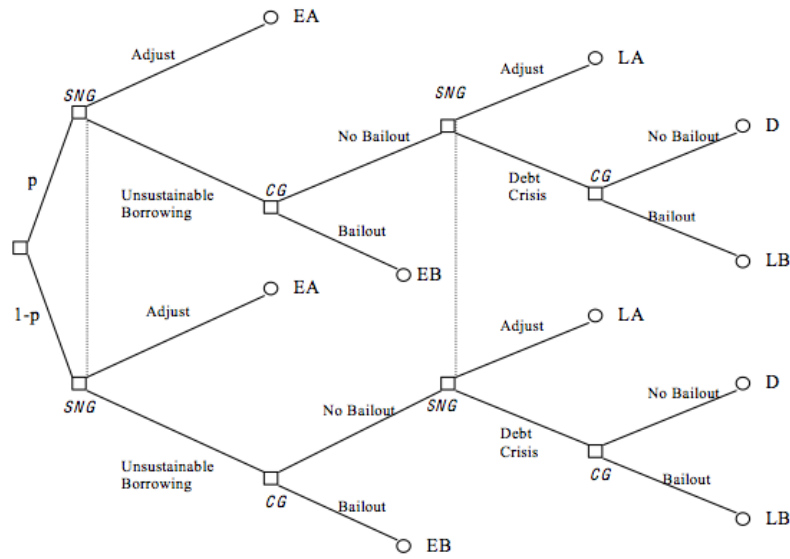 EA
Adjust
SNG
LA
Adjust
SNG
D
No Bailout
No Bailout
p
CG
Unsustainable
Borrowing
CG
Debt
Crisis
Bailout
Bailout
LB
EB
EA
1-p
Adjust
LA
Adjust
D
No Bailout
SNG
No Bailout
SNG
Debt
Crisis
CG
Unsustainable
Borrowing
Bailout
CG
Bailout
LB
EB